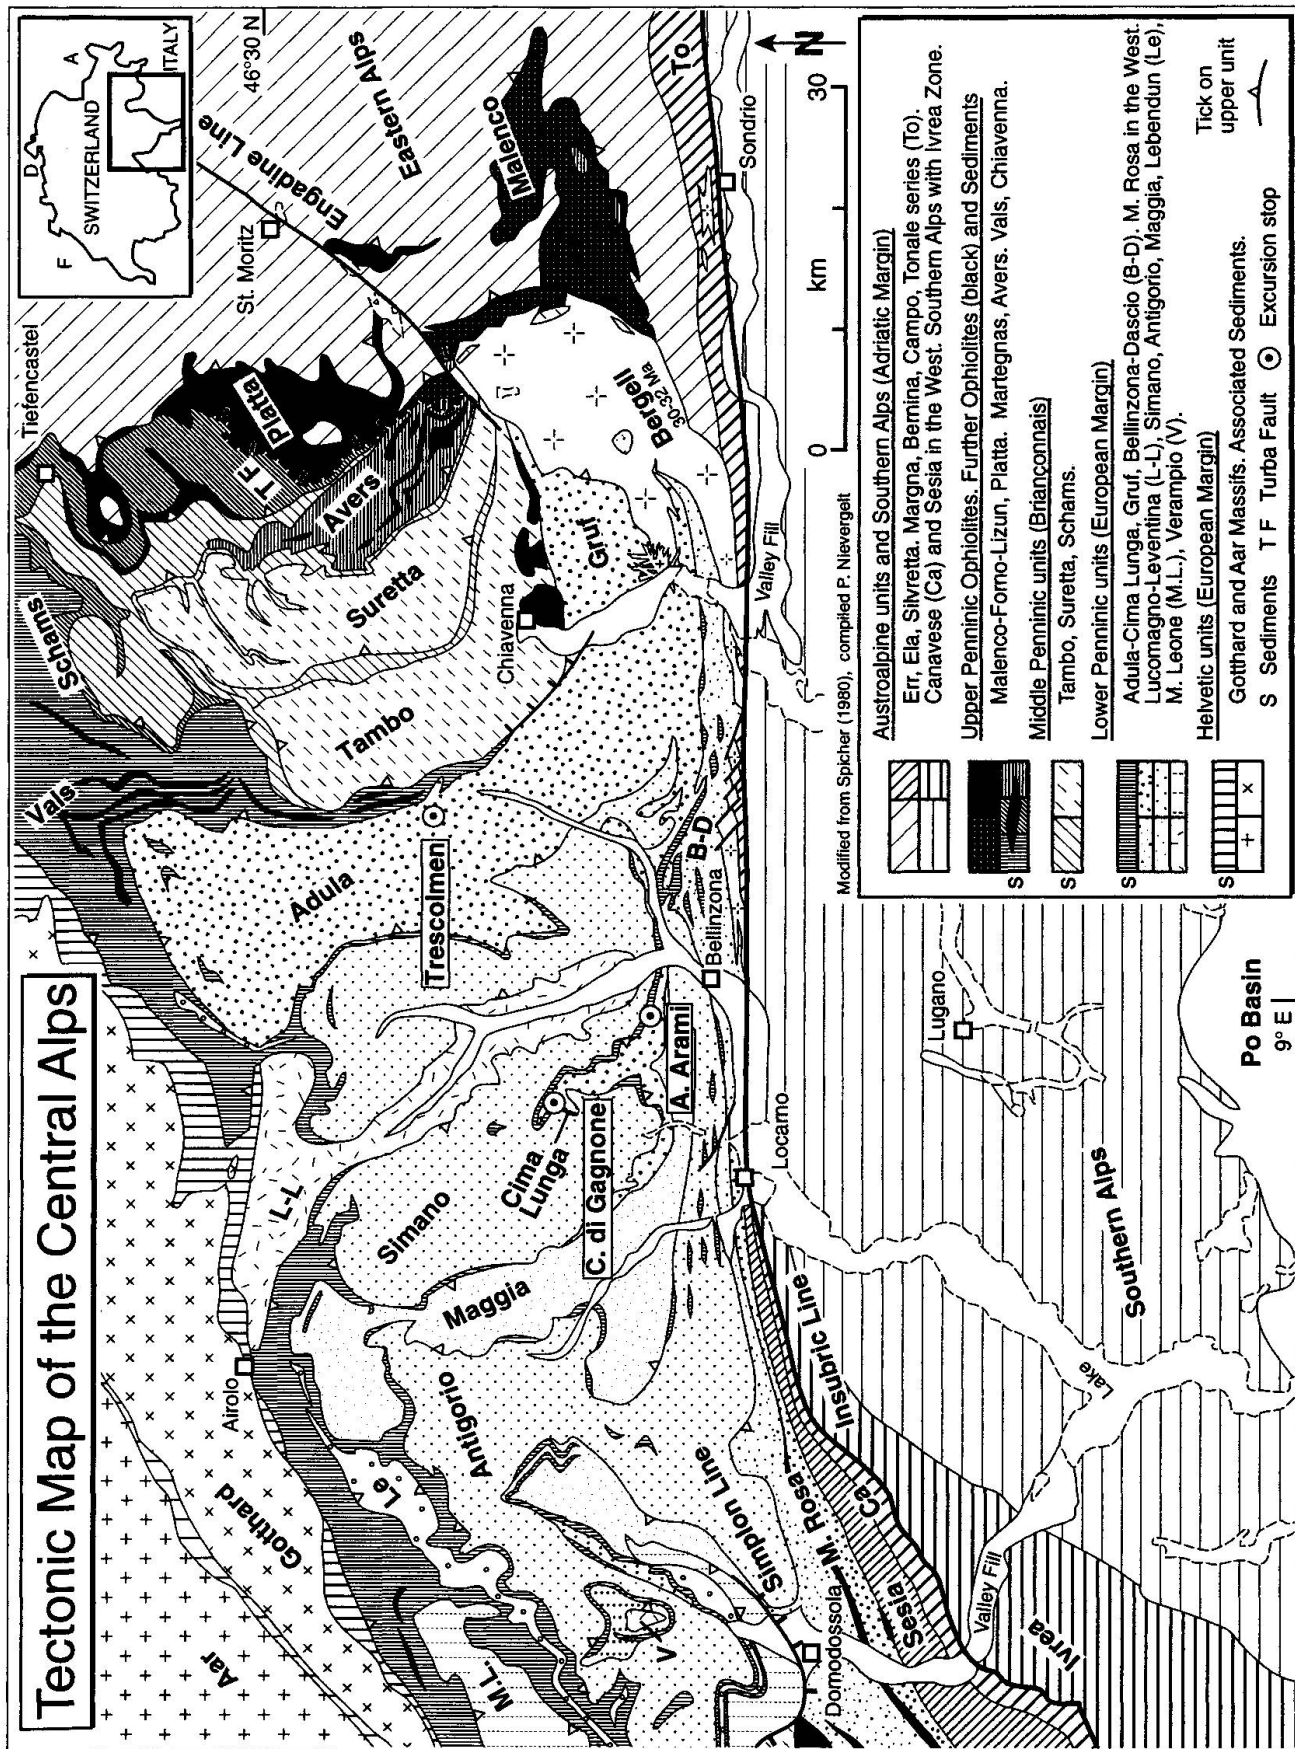 Tectonic Map of the Central Alps
F
D
A
SWITZERLAND
ITALY
46°30 N
Aar
Gotthard
Airolo
L-L
Vals
Schams
Tiefencastel
Platta
T F
Avers
St. Moritz
Engadine Line
Eastern Alps
Malenco
Adula
Tambo
Suretta
Chiavenna
Gruf
Bergell
30-32 Ma
Trescolmen
Simano
Cima
Lunga
C. di Gagnone
A. Arami
Maggia
Antigorio
Le
M.L.
V
Simplon Line
Domodossola
M. Rosa
Sesia
Ca
Insubric Line
Ivrea
Valley Fill
Lake
Locarno
Bellinzona
B-D
Valley Fill
To
Sondrio
Lugano
Southern Alps
Po Basin
9° E
0
km
30
N
Modified from Spicher (1980), compiled P. Nievergelt
Austroalpine units and Southern Alps (Adriatic Margin)
Err, Ela, Silvretta. Margna, Bernina, Campo, Tonale series (To).
Canavese (Ca) and Sesia in the West. Southern Alps with Ivrea Zone.
Upper Penninic Ophiolites. Further Ophiolites (black) and Sediments
S
Malenco-Forno-Lizun, Platta. Martegnas, Avers. Vals, Chiavenna.
Middle Penninic units (Briançonnais)
S
Tambo, Suretta, Schams.
Lower Penninic units (European Margin)
S
Adula-Cima Lunga, Gruf, Bellinzona-Dascio (B-D). M. Rosa in the West.
Lucomagno-Leventina (L-L), Simano, Antigorio, Maggia, Lebendun (Le),
M. Leone (M.L.), Verampio (V).
Helvetic units (European Margin)
S
Gotthard and Aar Massifs. Associated Sediments.
S Sediments T F Turba Fault Excursion stop
Tick on
upper unit